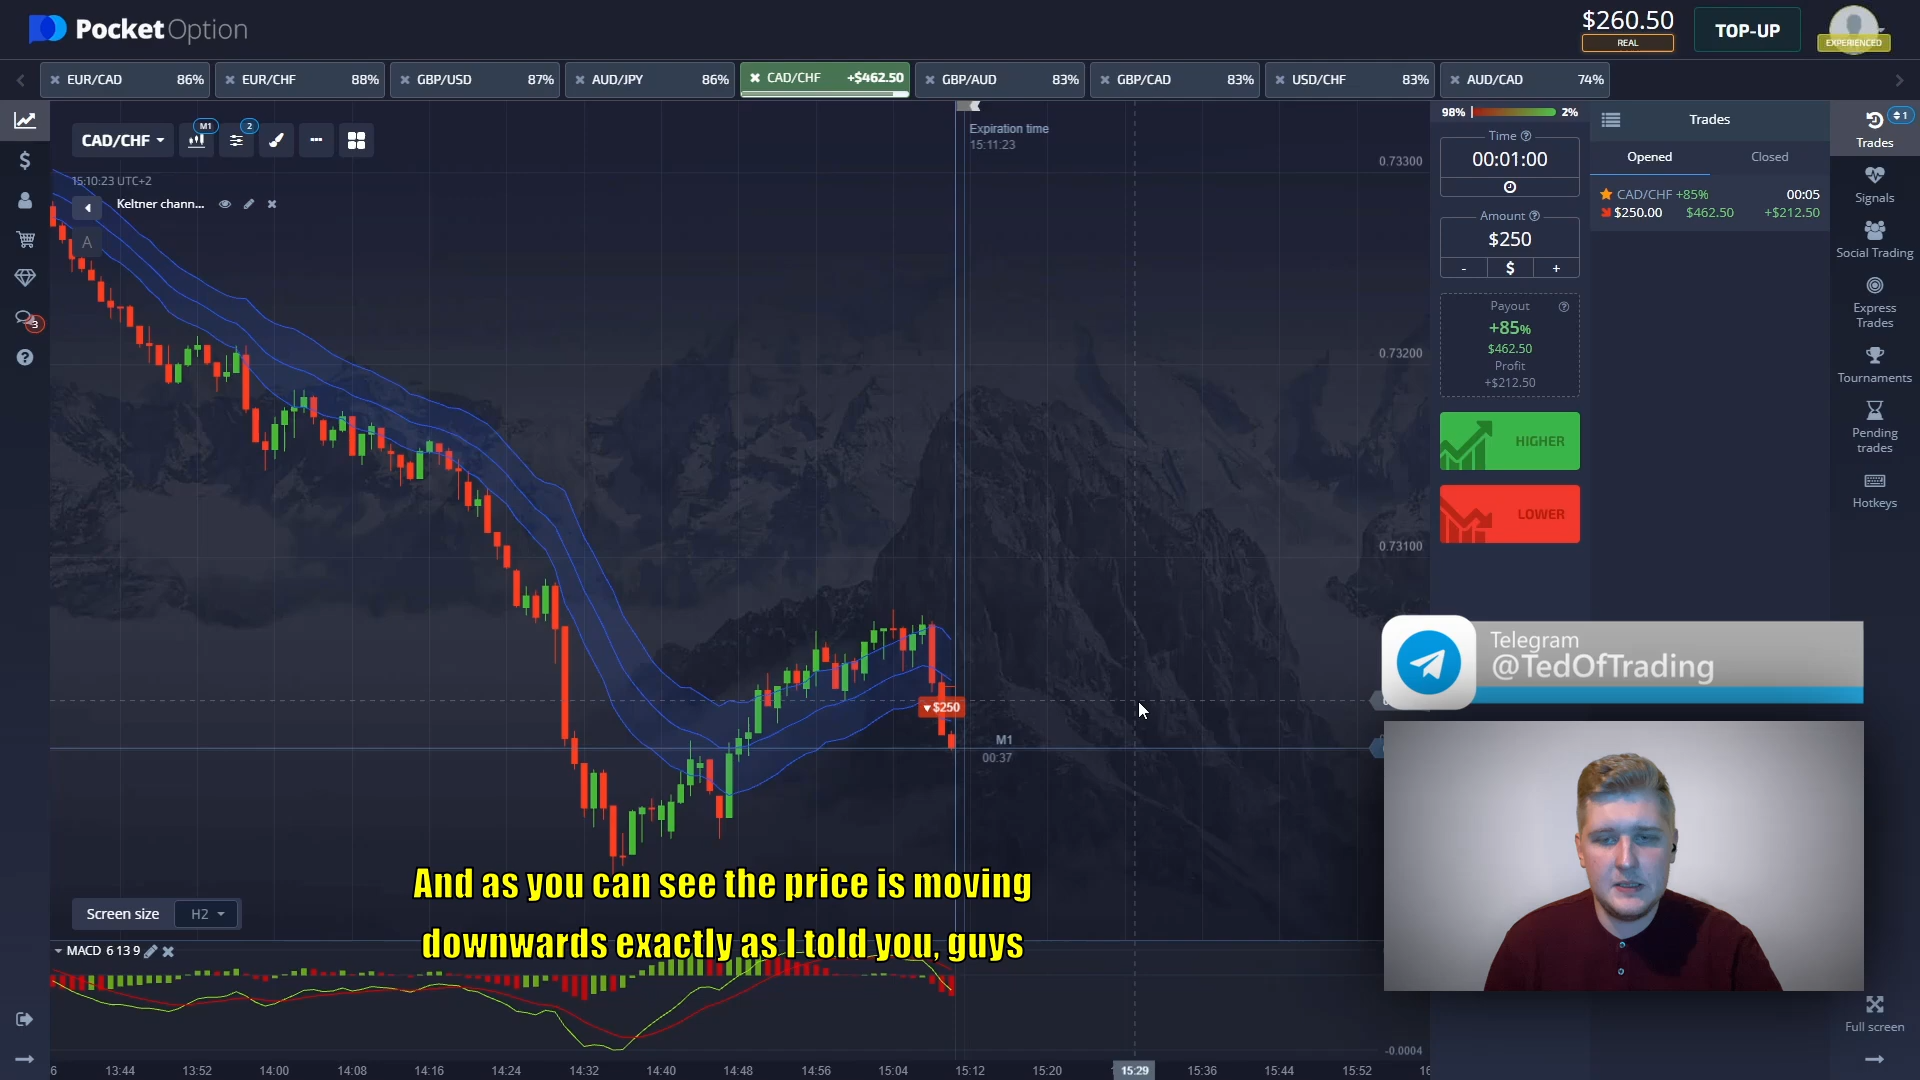 PocketOption
$260.50
REAL
TOP-UP
EXPERIENCED
EUR/CAD 86%
EUR/CHF 88%
GBP/USD 87%
AUD/JPY 86%
CAD/CHF +$462.50
GBP/AUD 83%
GBP/CAD 83%
USD/CHF 83%
AUD/CAD 74%
CAD/CHF
M1
2
15:10:23 UTC+2
Keltner chann...
A
3
Expiration time
15:11:23
0.73300
0.73200
0.73100
$250
M1
00:37
98%
2%
Time
00:01:00
Amount
$250
- $ +
Payout
+85%
$462.50
Profit
+$212.50
HIGHER
LOWER
Trades
Opened
Closed
CAD/CHF +85% 00:05
$250.00 $462.50 +$212.50
1
Trades
Signals
Social Trading
Express
Trades
Tournaments
Pending
trades
Hotkeys
Telegram
@TedOfTrading
And as you can see the price is moving
downwards exactly as I told you, guys
Screen size H2
MACD 6 13 9
-0.0004
6 13:44 13:52 14:00 14:08 14:16 14:24 14:32 14:40 14:48 14:56 15:04 15:12 15:20 15:29 15:36 15:44 15:52 16
Full screen